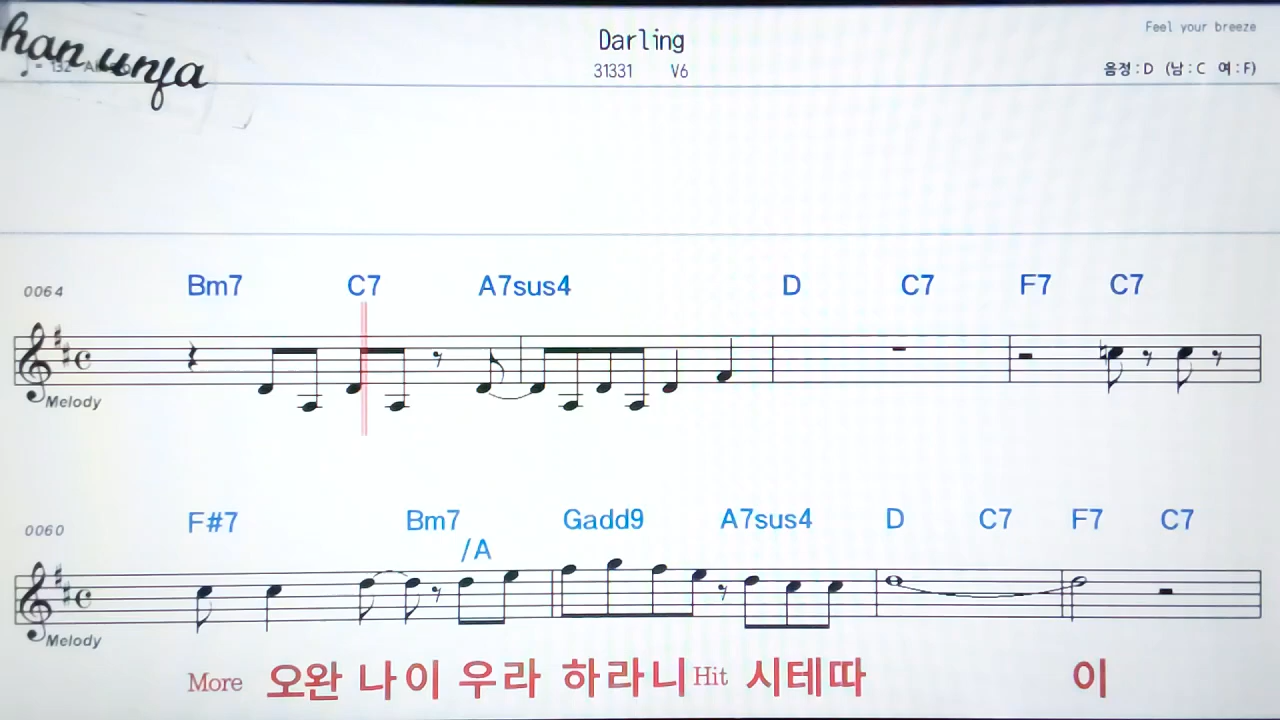 han unja
Darling
Feel your breeze
31331 V6
음정:D (남:C 여:F)
0064
Bm7 C7 A7sus4 D C7 F7 C7
Melody
0060
F#7 Bm7 Gadd9 A7sus4 D C7 F7 C7
/A
Melody
More 오완 나이 우라 하라니 Hit 시테따 이